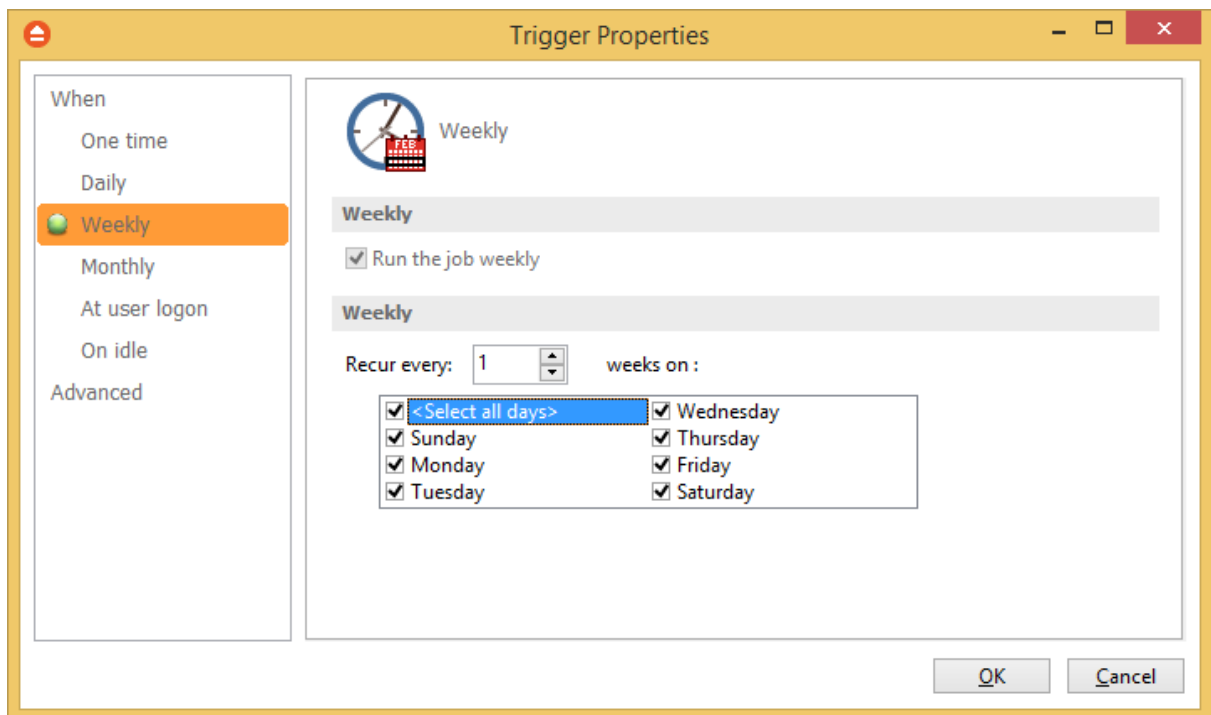 Trigger Properties
When
One time
Daily
Weekly
Monthly
At user logon
On idle
Advanced
FEB
Weekly
Weekly
Run the job weekly
Weekly
Recur every: 1 weeks on :
<Select all days> Wednesday
Sunday Thursday
Monday Friday
Tuesday Saturday
OK Cancel